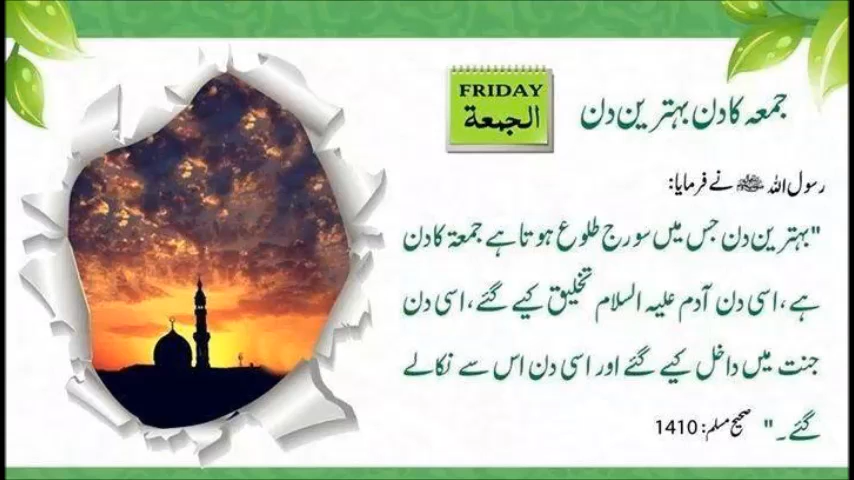 FRIDAY
الجمعة
جمعہ کا دن بہترین دن
رسول اللہ ﷺ نے فرمایا:
"بہترین دن جس میں سورج طلوع ہوتا ہے جمعۃ کا دن
ہے، اسی دن آدم علیہ السلام تخلیق کیے گئے، اسی دن
جنت میں داخل کیے گئے اور اسی دن اس سے نکالے
گئے۔" صحیح مسلم: 1410